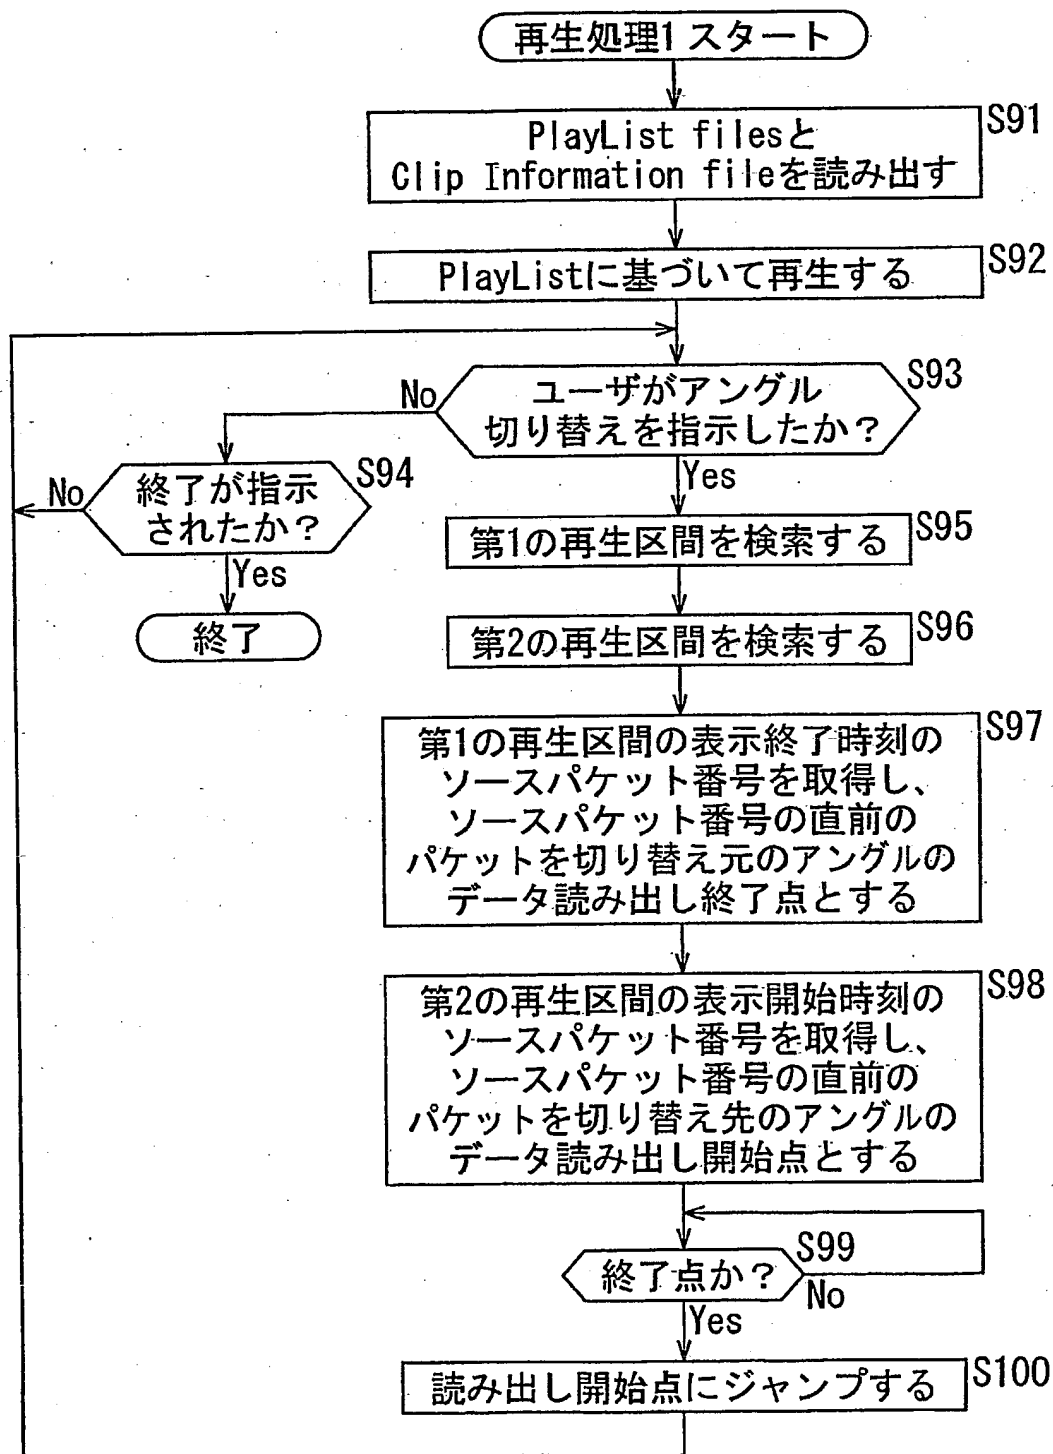 再生処理1 スタート
PlayList filesと
Clip Information fileを読み出す
S91
PlayListに基づいて再生する
S92
ユーザがアングル
切り替えを指示したか?
S93
No
Yes
終了が指示
されたか?
S94
No
Yes
終了
第1の再生区間を検索する
S95
第2の再生区間を検索する
S96
第1の再生区間の表示終了時刻の
ソースパケット番号を取得し、
ソースパケット番号の直前の
パケットを切り替え元のアングルの
データ読み出し終了点とする
S97
第2の再生区間の表示開始時刻の
ソースパケット番号を取得し、
ソースパケット番号の直前の
パケットを切り替え先のアングルの
データ読み出し開始点とする
S98
終了点か?
S99
No
Yes
読み出し開始点にジャンプする
S100